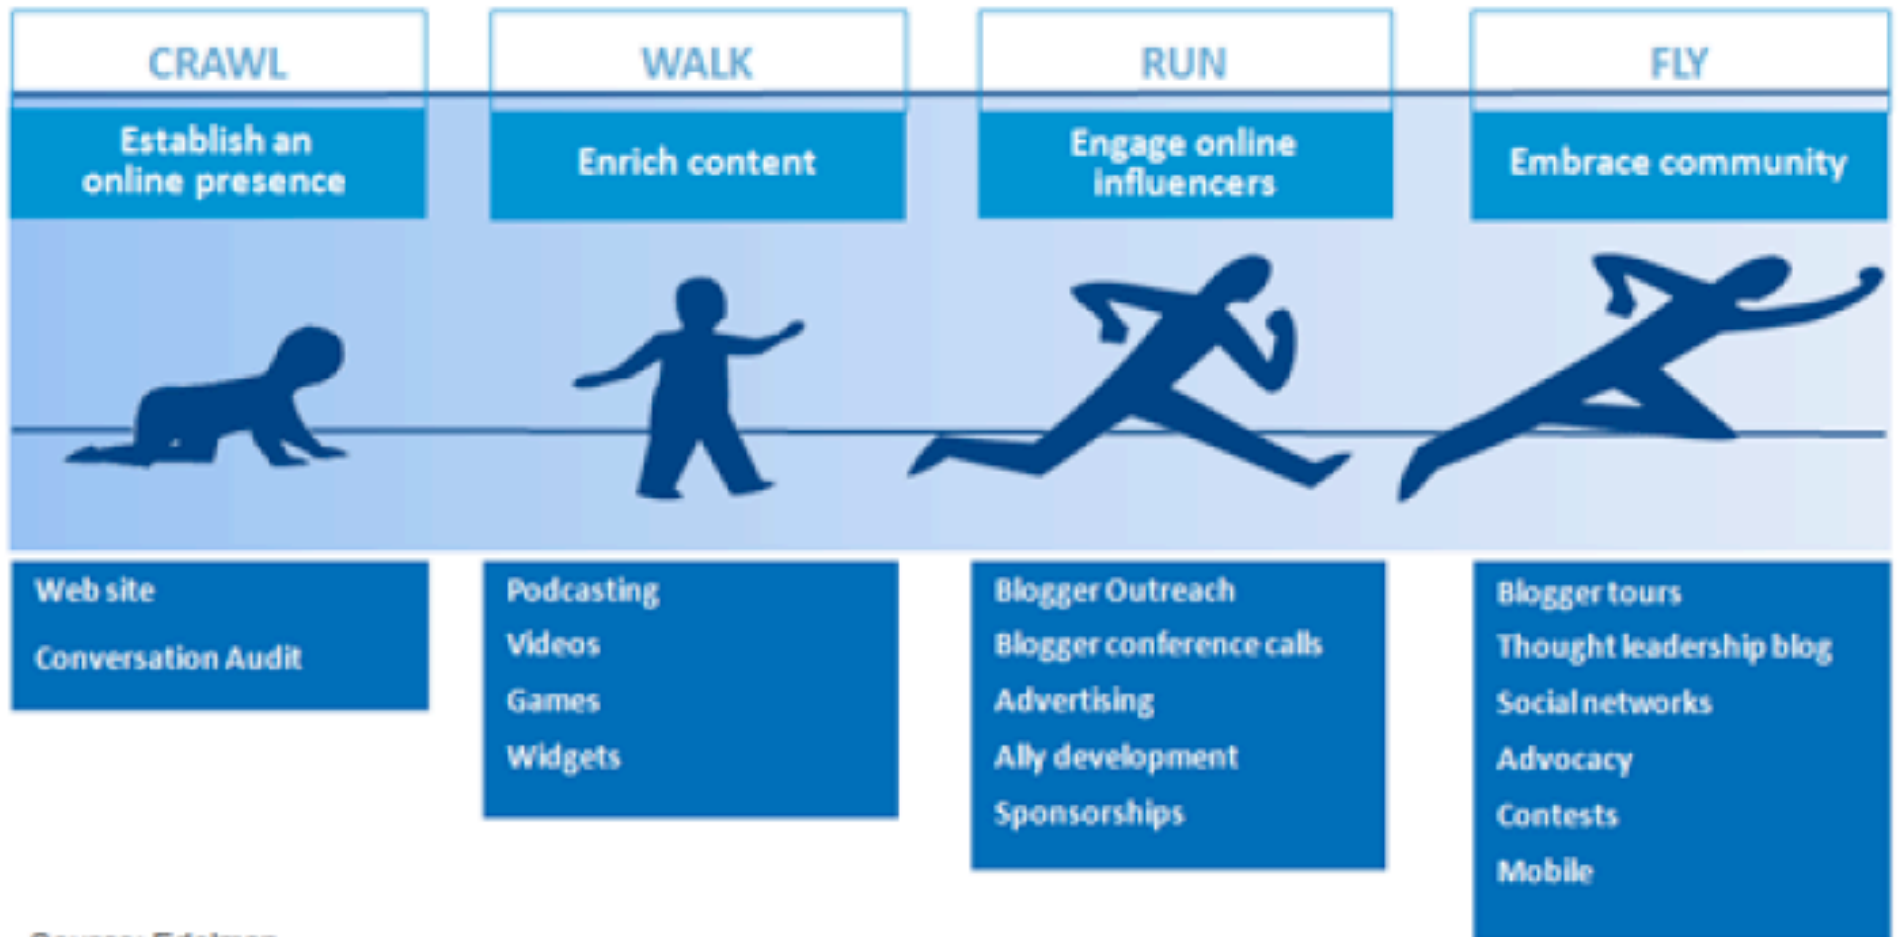 CRAWL
Establish an
online presence
Web site
Conversation Audit
WALK
Enrich content
Podcasting
Videos
Games
Widgets
RUN
Engage online
influencers
Blogger Outreach
Blogger conference calls
Advertising
Ally development
Sponsorships
FLY
Embrace community
Blogger tours
Thought leadership blog
Social networks
Advocacy
Contests
Mobile